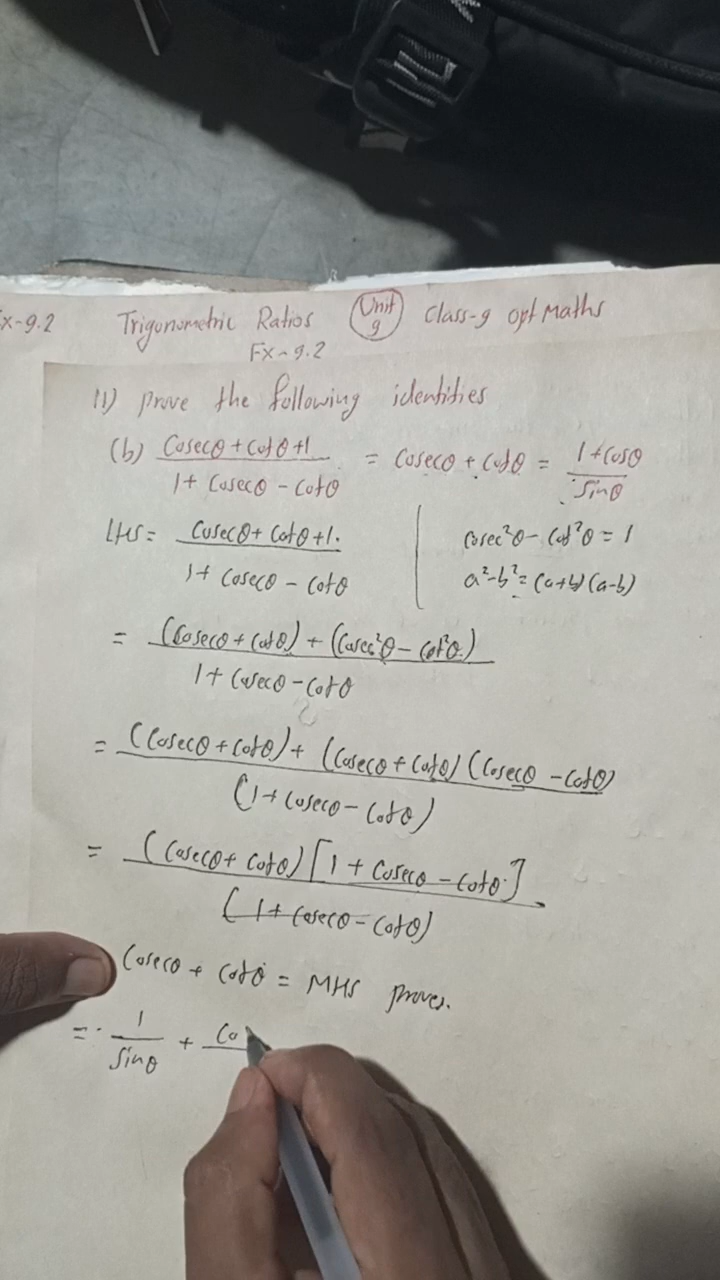 x-9.2 Trigonometric Ratios Unit 9 Class-9 opt Maths
Ex-9.2
11) prove the following identities
(b) (Cosecθ + Cotθ + 1)/(1 + Cosecθ - Cotθ) = Cosecθ + Cotθ = (1 + Cosθ)/Sinθ
LHS = (Cosecθ + Cotθ + 1.)/(1 + Cosecθ - Cotθ)
cosec²θ - Cot²θ = 1
a²-b² = (a+b)(a-b)
= ((Cosecθ + Cotθ) + (Cosec²θ - Cot²θ))/(1 + Cosecθ - Cotθ)
= ((Cosecθ + Cotθ) + (Cosecθ + Cotθ)(Cosecθ - Cotθ))/(1 + Cosecθ - Cotθ)
= ((Cosecθ + Cotθ)[1 + Cosecθ - Cotθ])/(1 + Cosecθ - Cotθ)
Cosecθ + Cotθ = MHS proves.
= 1/Sinθ + Co